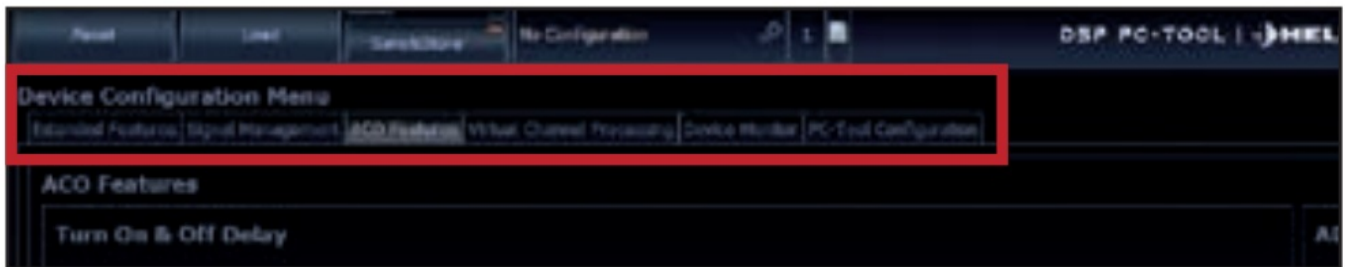 Reset Load Send&Store No Configuration 1 DSP PC-TOOL | HEL
Device Configuration Menu
Extended Features Signal Management ACO Features Virtual Channel Processing Device Monitor PC-Tool Configuration
ACO Features
Turn On & Off Delay